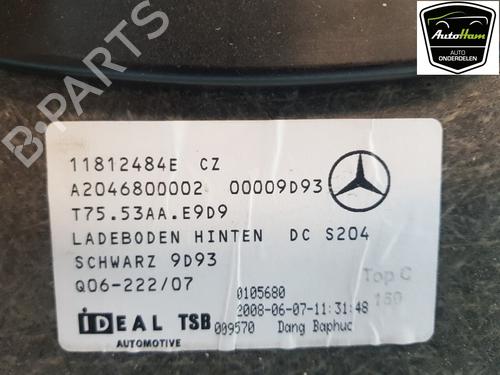 AutoHam
AUTO
ONDERDELEN
B-PARTS
11812484E CZ
A2046800002 00009D93
T75.53AA.E9D9
LADEBODEN HINTEN DC S204
SCHWARZ 9D93
Q06-222/07
Top C
160
0105680
2008-06-07-11:31:48
IDEAL TSB 009570 Dang Baphuc
AUTOMOTIVE